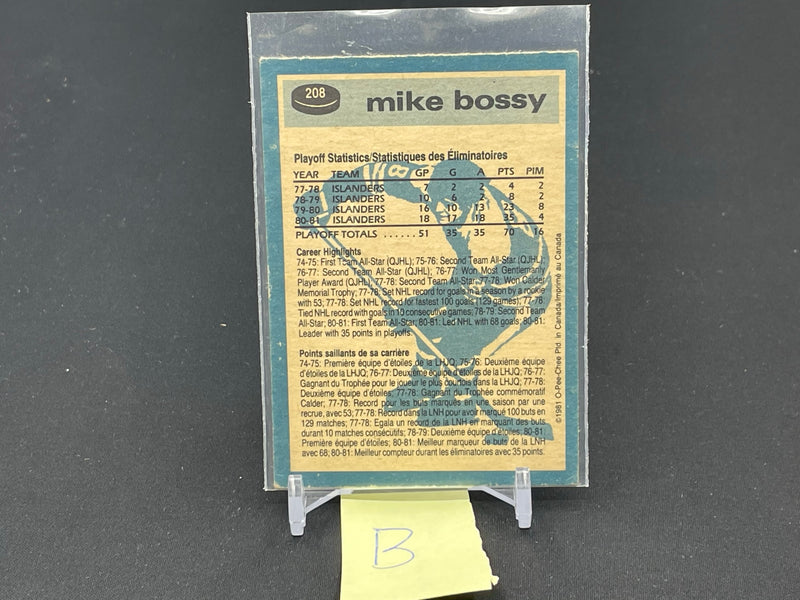 208
mike bossy
Playoff Statistics/Statistiques des Éliminatoires
YEAR TEAM GP G A PTS PIM
77-78 ISLANDERS 7 2 2 4 2
78-79 ISLANDERS 10 6 2 8 2
79-80 ISLANDERS 16 10 13 23 8
80-81 ISLANDERS 18 17 18 35 4
PLAYOFF TOTALS ...... 51 35 35 70 16
Career Highlights
74-75: First Team All-Star (QJHL); 75-76: Second Team All-Star (QJHL);
76-77: Second Team All-Star (QJHL); 76-77: Won Most Gentlemanly
Player Award (QJHL); 77-78: Second Team All-Star; 77-78: Won Calder
Memorial Trophy; 77-78: Set NHL record for goals in a season by a rookie
with 53; 77-78: Set NHL record for fastest 100 goals (129 games); 77-78:
Tied NHL record with goals in 10 consecutive games; 78-79: Second Team
All-Star; 80-81: First Team All-Star; 80-81: Led NHL with 68 goals; 80-81:
Leader with 35 points in playoffs.
Points saillants de sa carrière
74-75: Première équipe d'étoiles de la LHJQ; 75-76: Deuxième équipe
d'étoiles de la LHJQ; 76-77: Deuxième équipe d'étoiles de la LHJQ; 76-77:
Gagnant du Trophée pour le joueur le plus courtois dans la LHJQ; 77-78:
Deuxième équipe d'étoiles; 77-78: Gagnant du Trophée commémoratif
Calder; 77-78: Record pour les buts marqués en une saison par une
recrue, avec 53; 77-78: Record dans la LNH pour avoir marqué 100 buts en
129 matches; 77-78: Egala un record de la LNH en marquant des buts
durant 10 matches consécutifs; 78-79: Deuxième équipe d'étoiles; 80-81:
Première équipe d'étoiles; 80-81: Meilleur marqueur de buts de la LNH
avec 68; 80-81: Meilleur compteur durant les éliminatoires avec 35 points.
©1981 O-Pee-Chee Ptd. in Canada/Imprimé au Canada
8
B